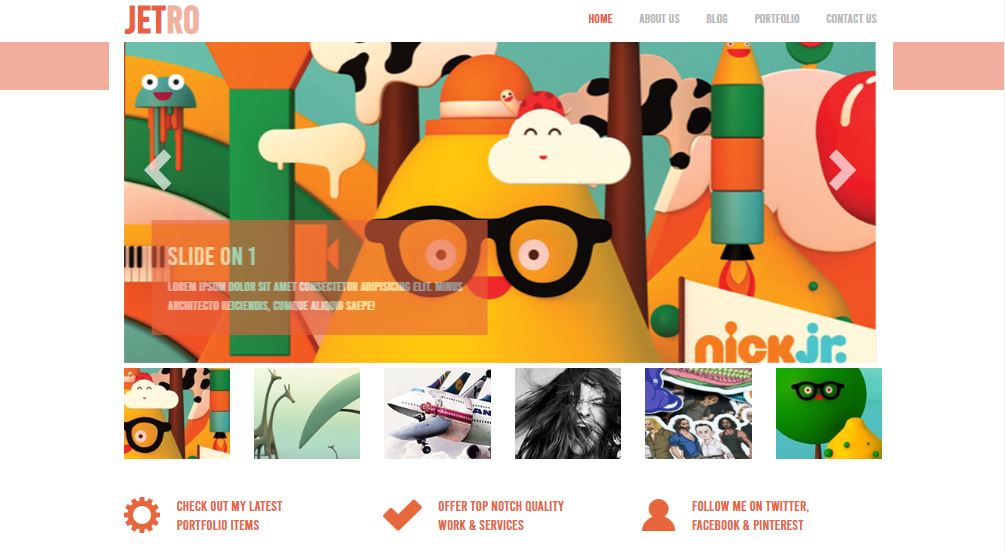 JETRO
HOME ABOUT US BLOG PORTFOLIO CONTACT US
SLIDE ON 1
LOREM IPSUM DOLOR SIT AMET CONSECTETUR ADIPISICING ELIT. MINUS
ARCHITECTO REICIENDIS, CUMQUE ALIQUID SAEPE!
nick jr.
CHECK OUT MY LATEST
PORTFOLIO ITEMS
OFFER TOP NOTCH QUALITY
WORK & SERVICES
FOLLOW ME ON TWITTER,
FACEBOOK & PINTEREST